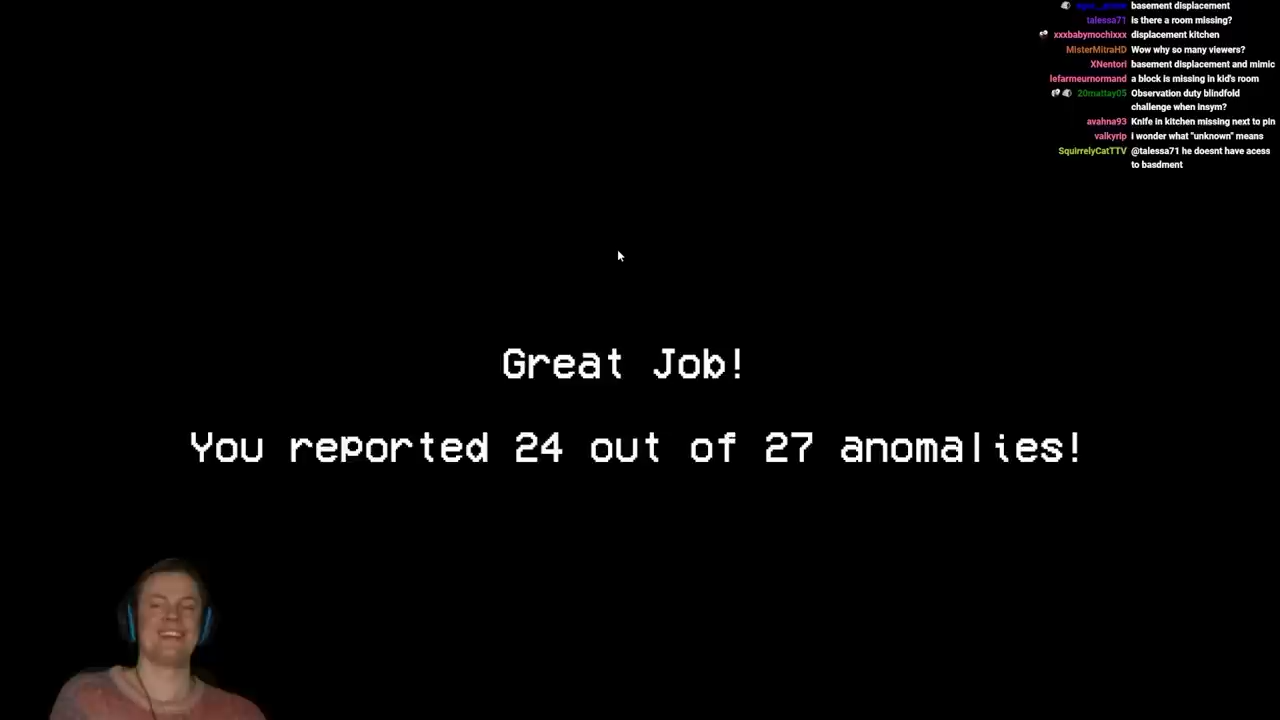 basement displacement
talessa71 is there a room missing?
xxxbabymochixxx displacement kitchen
MisterMitraHD Wow why so many viewers?
XNentori basement displacement and mimic
lefarmeurnormand a block is missing in kid's room
20mattay05 Observation duty blindfold
challenge when insym?
avahna93 Knife in kitchen missing next to pin
valkyrip i wonder what "unknown" means
SquirrelyCatTTV @talessa71 he doesnt have acess
to basdment
Great Job!
You reported 24 out of 27 anomalies!